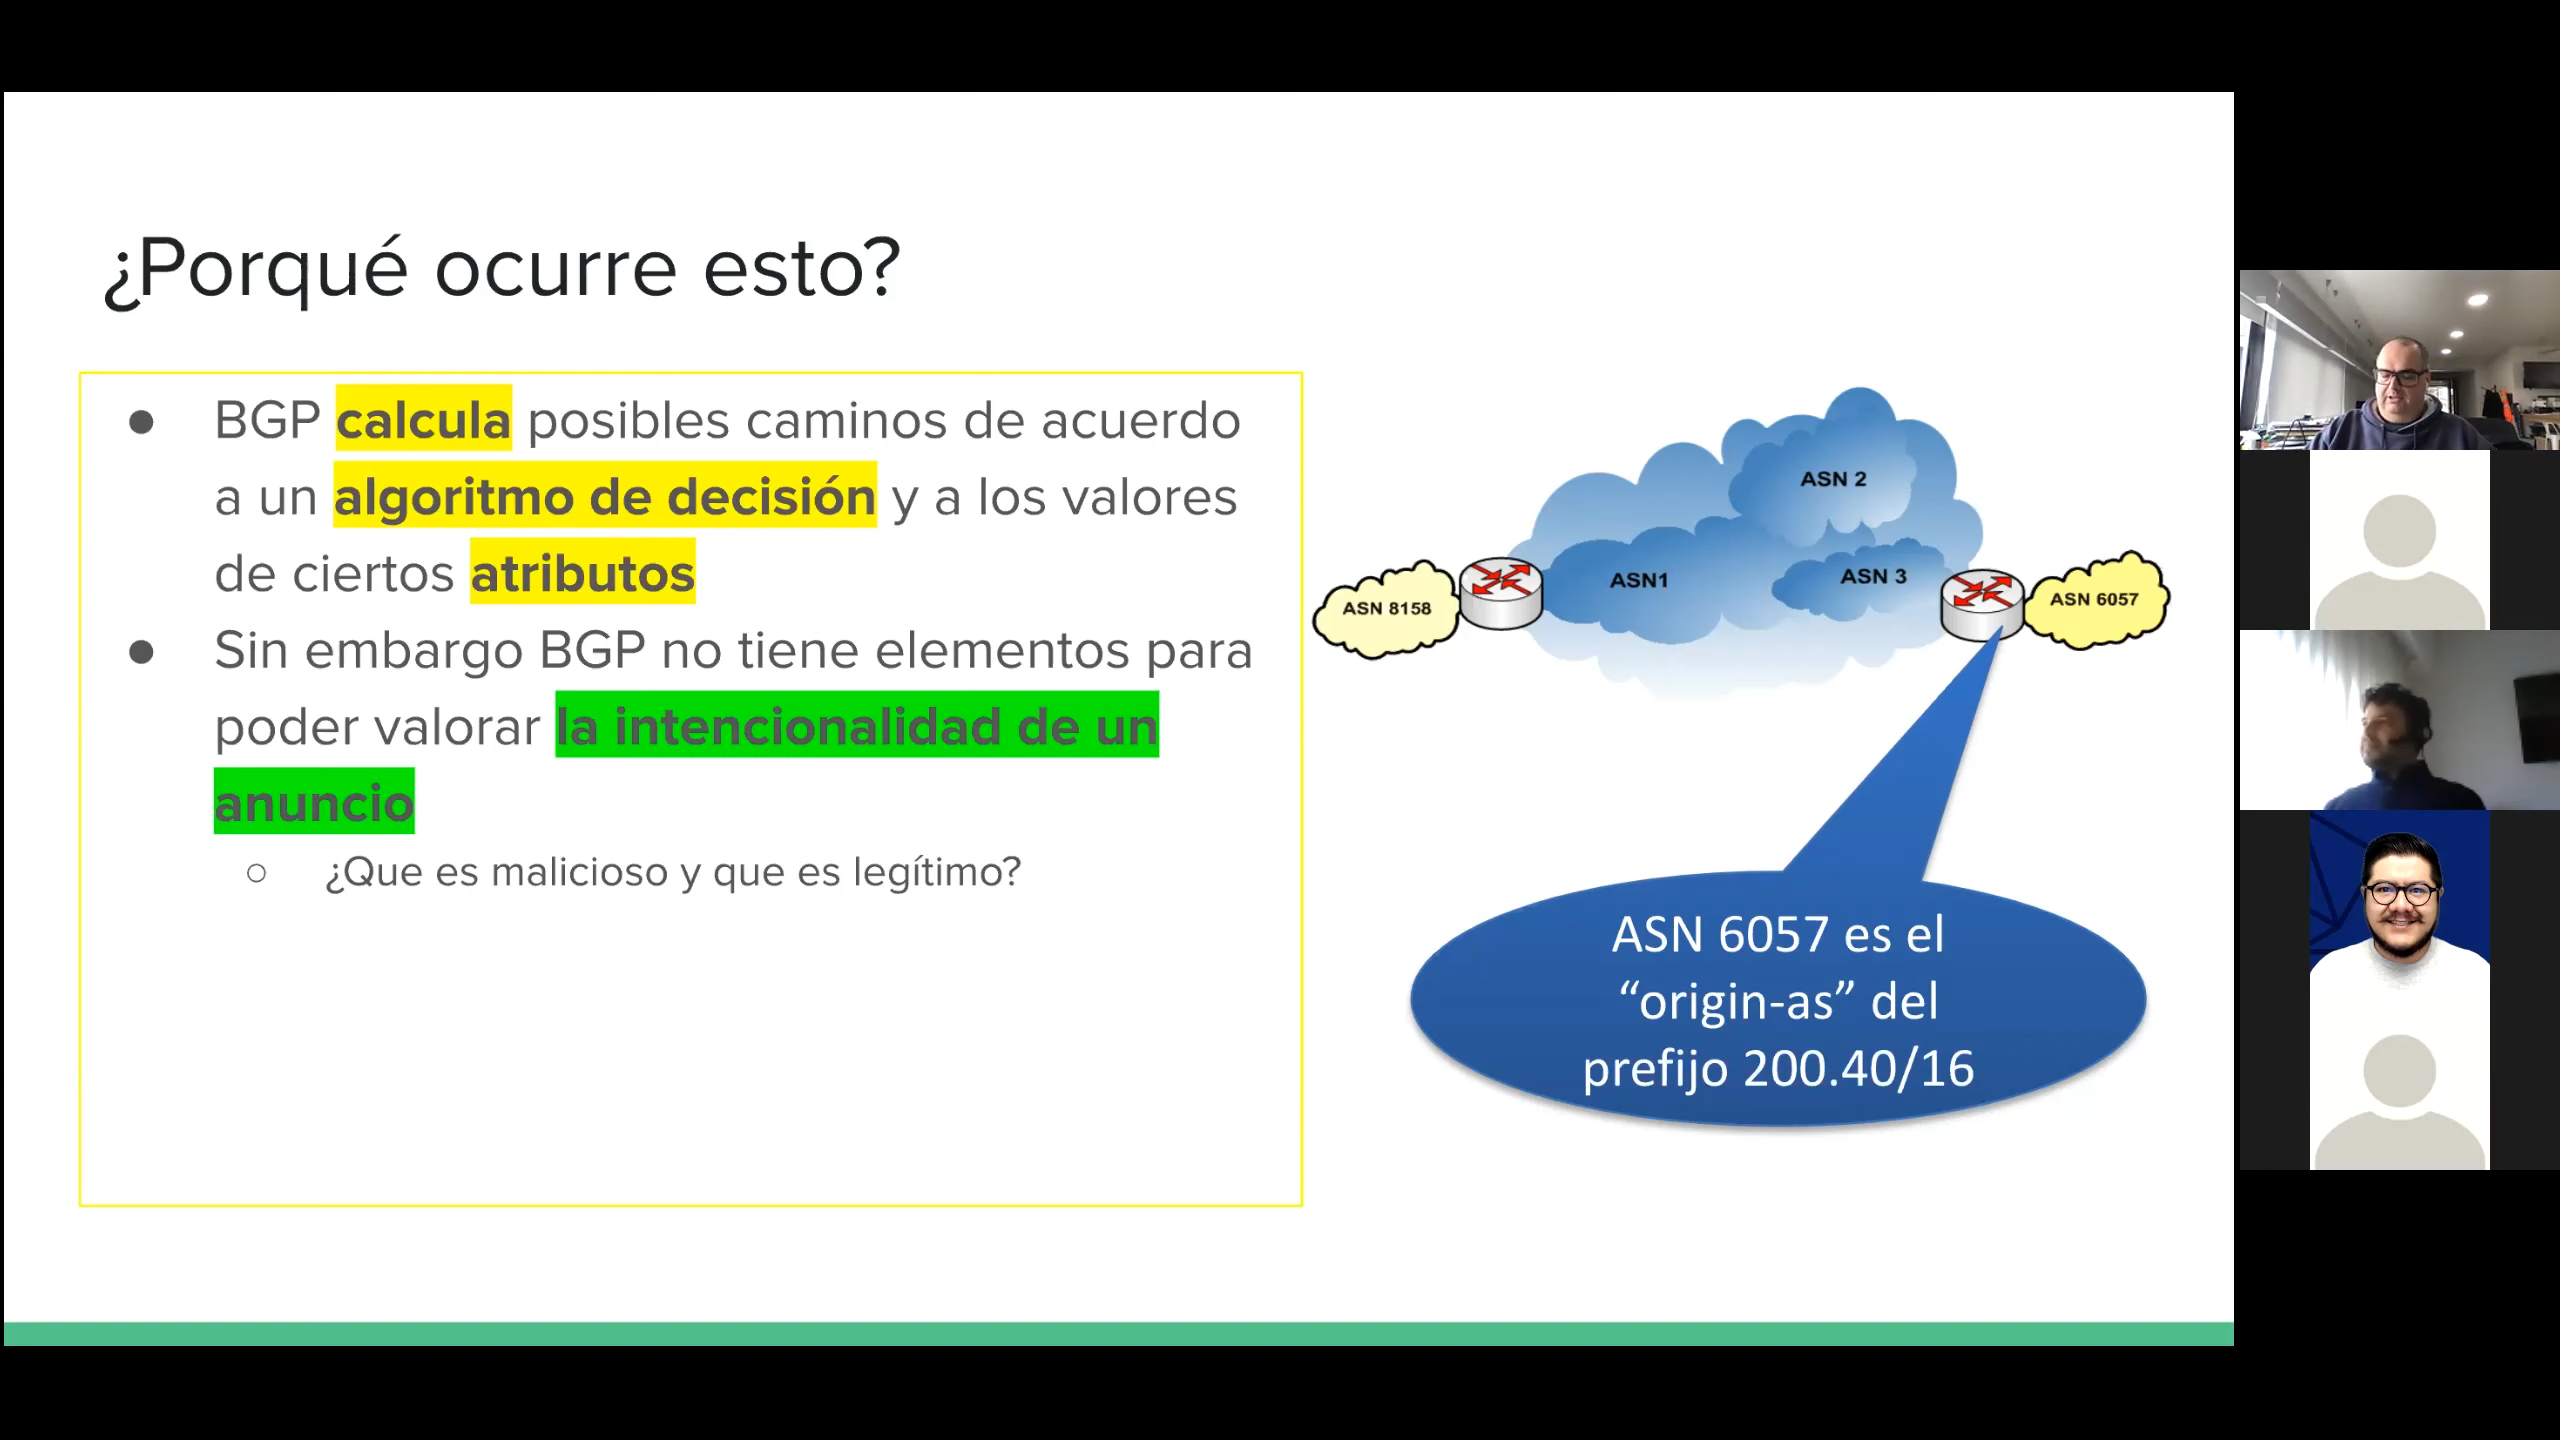 ¿Porqué ocurre esto?
● BGP calcula posibles caminos de acuerdo
a un algoritmo de decisión y a los valores
de ciertos atributos
● Sin embargo BGP no tiene elementos para
poder valorar la intencionalidad de un
anuncio
○ ¿Que es malicioso y que es legítimo?
ASN 2
ASN1
ASN 3
ASN 8158
ASN 6057
ASN 6057 es el
“origin-as” del
prefijo 200.40/16